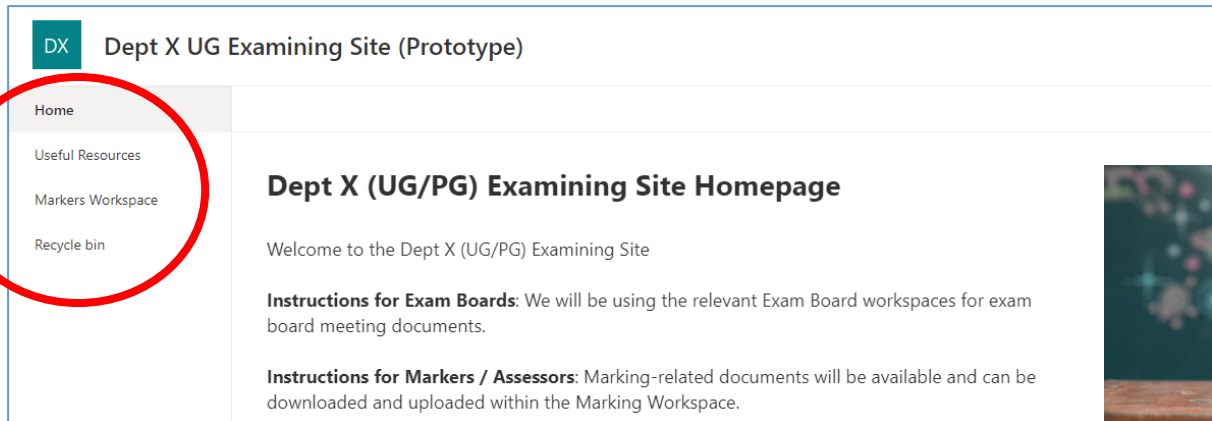 DX
Dept X UG Examining Site (Prototype)
Home
Useful Resources
Markers Workspace
Recycle bin
Dept X (UG/PG) Examining Site Homepage
Welcome to the Dept X (UG/PG) Examining Site
Instructions for Exam Boards: We will be using the relevant Exam Board workspaces for exam
board meeting documents.
Instructions for Markers / Assessors: Marking-related documents will be available and can be
downloaded and uploaded within the Marking Workspace.